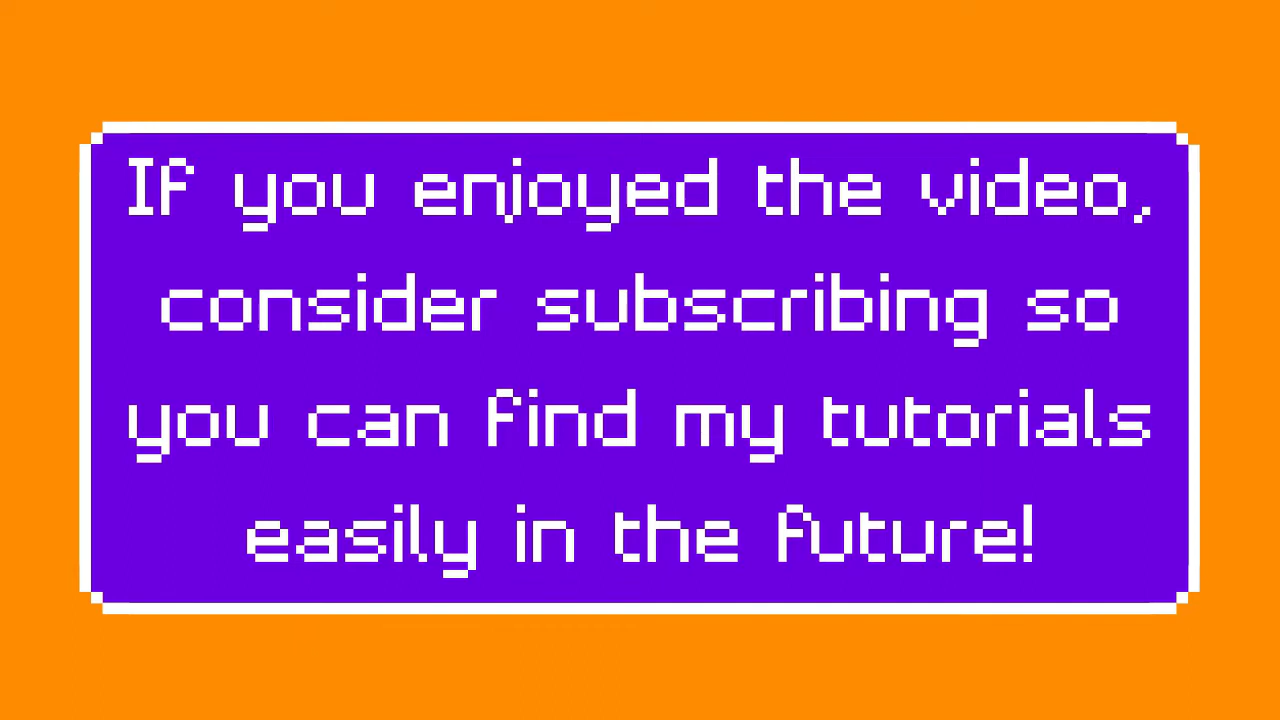 If you enjoyed the video,
consider subscribing so
you can find my tutorials
easily in the future!